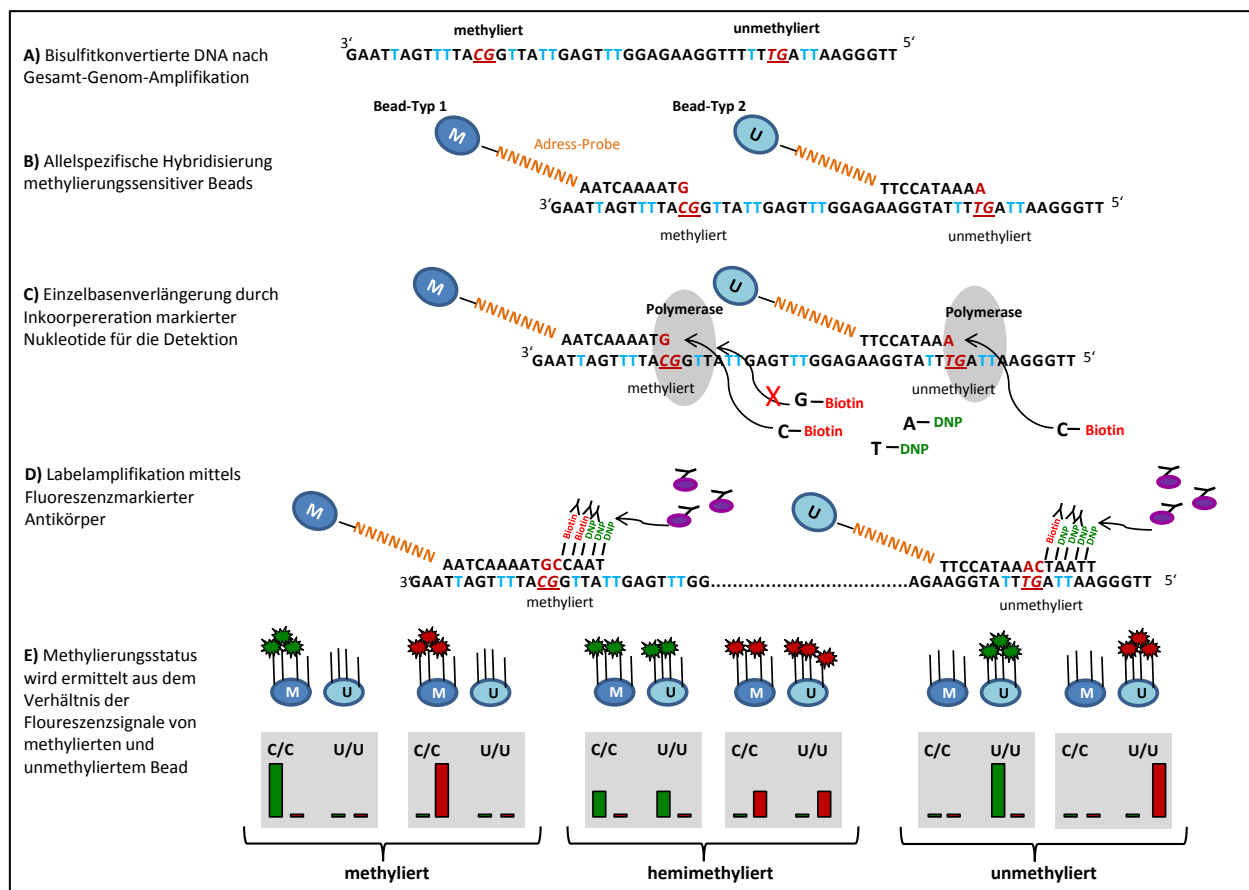 methyliert
unmethyliert
3‘
GAATTAGTTTTACGGTTATTGAGTTTGGAGAAGGTTTTTTGATTAAGGGTT
5‘
A) Bisulfitkonvertierte DNA nach
Gesamt-Genom-Amplifikation
Bead-Typ 1
Bead-Typ 2
M
U
Adress-Probe
NNNNNNN
NNNNNNN
B) Allelspezifische Hybridisierung
methylierungssensitiver Beads
AATCAAAATG
TTCCATAAAA
3‘
GAATTAGTTTTACGGTTATTGAGTTTGGAGAAGGTATTTTGATTAAGGGTT
5‘
methyliert
unmethyliert
M
U
NNNNNNN
NNNNNNN
C) Einzelbasenverlängerung durch
Inkoorpereration markierter
Nukleotide für die Detektion
Polymerase
Polymerase
AATCAAAATG
TTCCATAAA
3‘
GAATTAGTTTTACGGTTATTGAGTTTGGAGAAGGTATTTGATTAAGGGTT
5‘
methyliert
unmethyliert
X
G
Biotin
C
Biotin
A
DNP
T
DNP
C
Biotin
D) Labelamplifikation mittels
Fluoreszenzmarkierter
Antikörper
M
U
NNNNNNN
NNNNNNN
Biotin
Biotin
DNP
DNP
Biotin
DNP
DNP
DNP
AATCAAAATGCCAAT
TTCCATAAACTAATT
3‘
GAATTAGTTTTACGGTTATTGAGTTTGG.......................AGAAGGTATTTGATTAAGGGTT
5‘
methyliert
unmethyliert
E) Methylierungsstatus
wird ermittelt aus dem
Verhältnis der
Floureszenzsignale von
methylierten und
unmethyliertem Bead
M U M U M U M U M U M U
C/C U/U C/C U/U C/C U/U C/C U/U C/C U/U C/C U/U
methyliert
hemimethyliert
unmethyliert